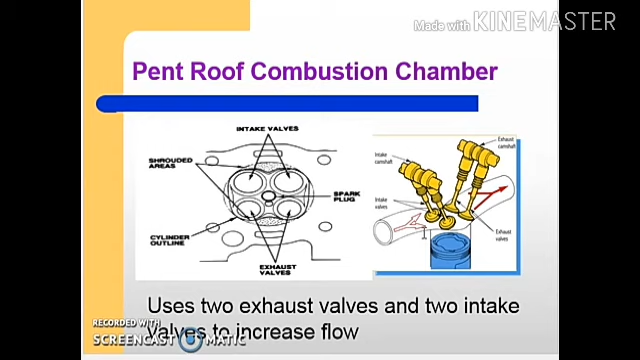 Made with KINEMASTER
Pent Roof Combustion Chamber
INTAKE VALVES
SHROUDED
AREAS
SPARK
PLUG
CYLINDER
OUTLINE
EXHAUST
VALVES
Exhaust
camshaft
Intake
camshaft
Intake
valves
Exhaust
valves
Uses two exhaust valves and two intake
valves to increase flow
RECORDED WITH
SCREENCAST MATIC